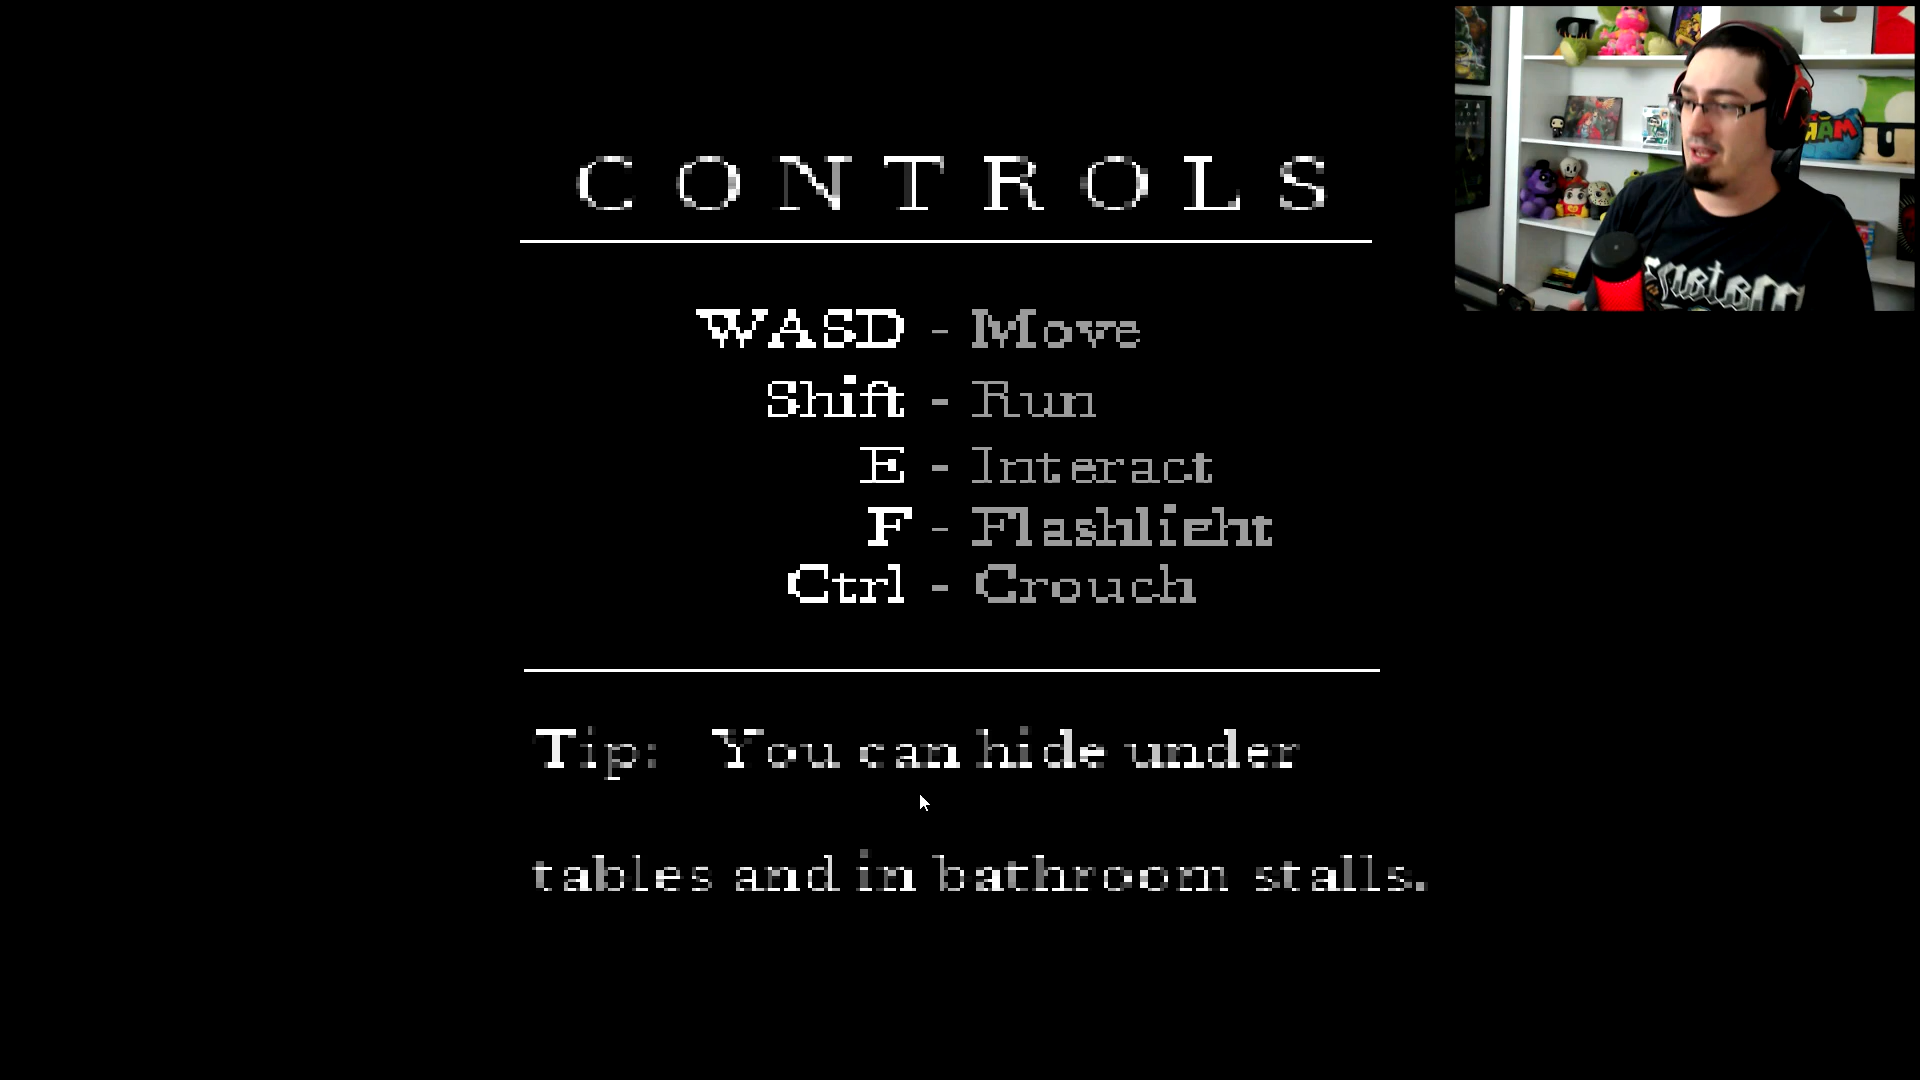 CONTROLS
WASD - Move
Shift - Run
E - Interact
F - Flashlight
Ctrl - Crouch
Tip: You can hide under
tables and in bathroom stalls.